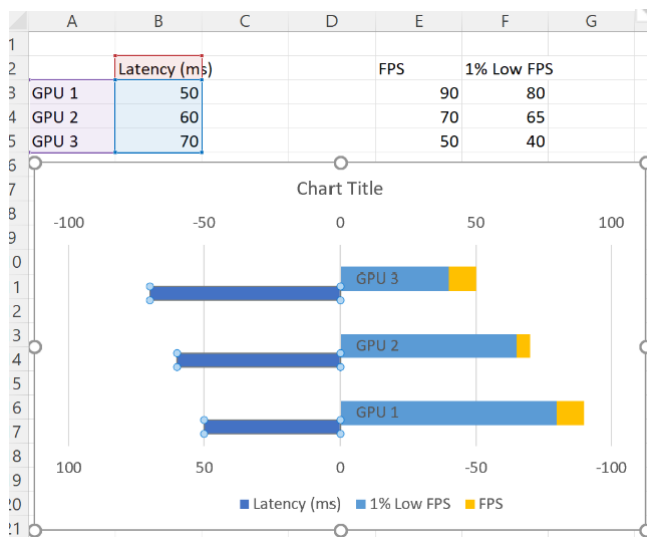 A B C D E F G
1
2 Latency (ms) FPS 1% Low FPS
3 GPU 1 50 90 80
4 GPU 2 60 70 65
5 GPU 3 70 50 40
6
7 Chart Title
8 -100 -50 0 50 100
9
0
1 GPU 3
2
3
4 GPU 2
5
6 GPU 1
7
8 100 50 0 -50 -100
9
20 Latency (ms) 1% Low FPS FPS
21